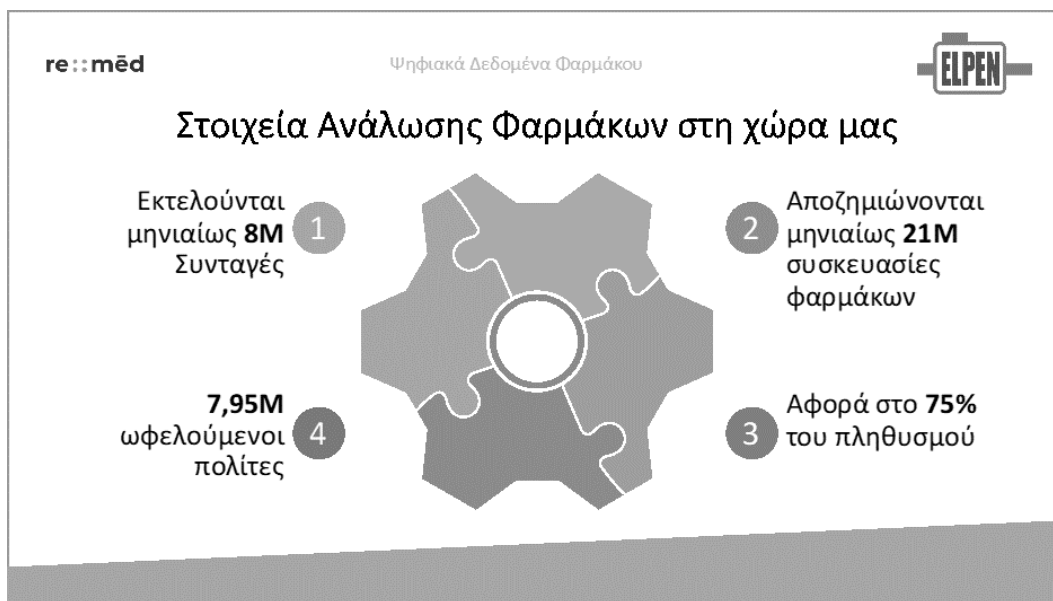 re::mēd
Ψηφιακά Δεδομένα Φαρμάκου
ELPEN
Στοιχεία Ανάλωσης Φαρμάκων στη χώρα μας
Εκτελούνται
μηνιαίως 8M
Συνταγές
1
2
Αποζημιώνονται
μηνιαίως 21M
συσκευασίες
φαρμάκων
7,95M
ωφελούμενοι
πολίτες
4
3
Αφορά στο 75%
του πληθυσμού